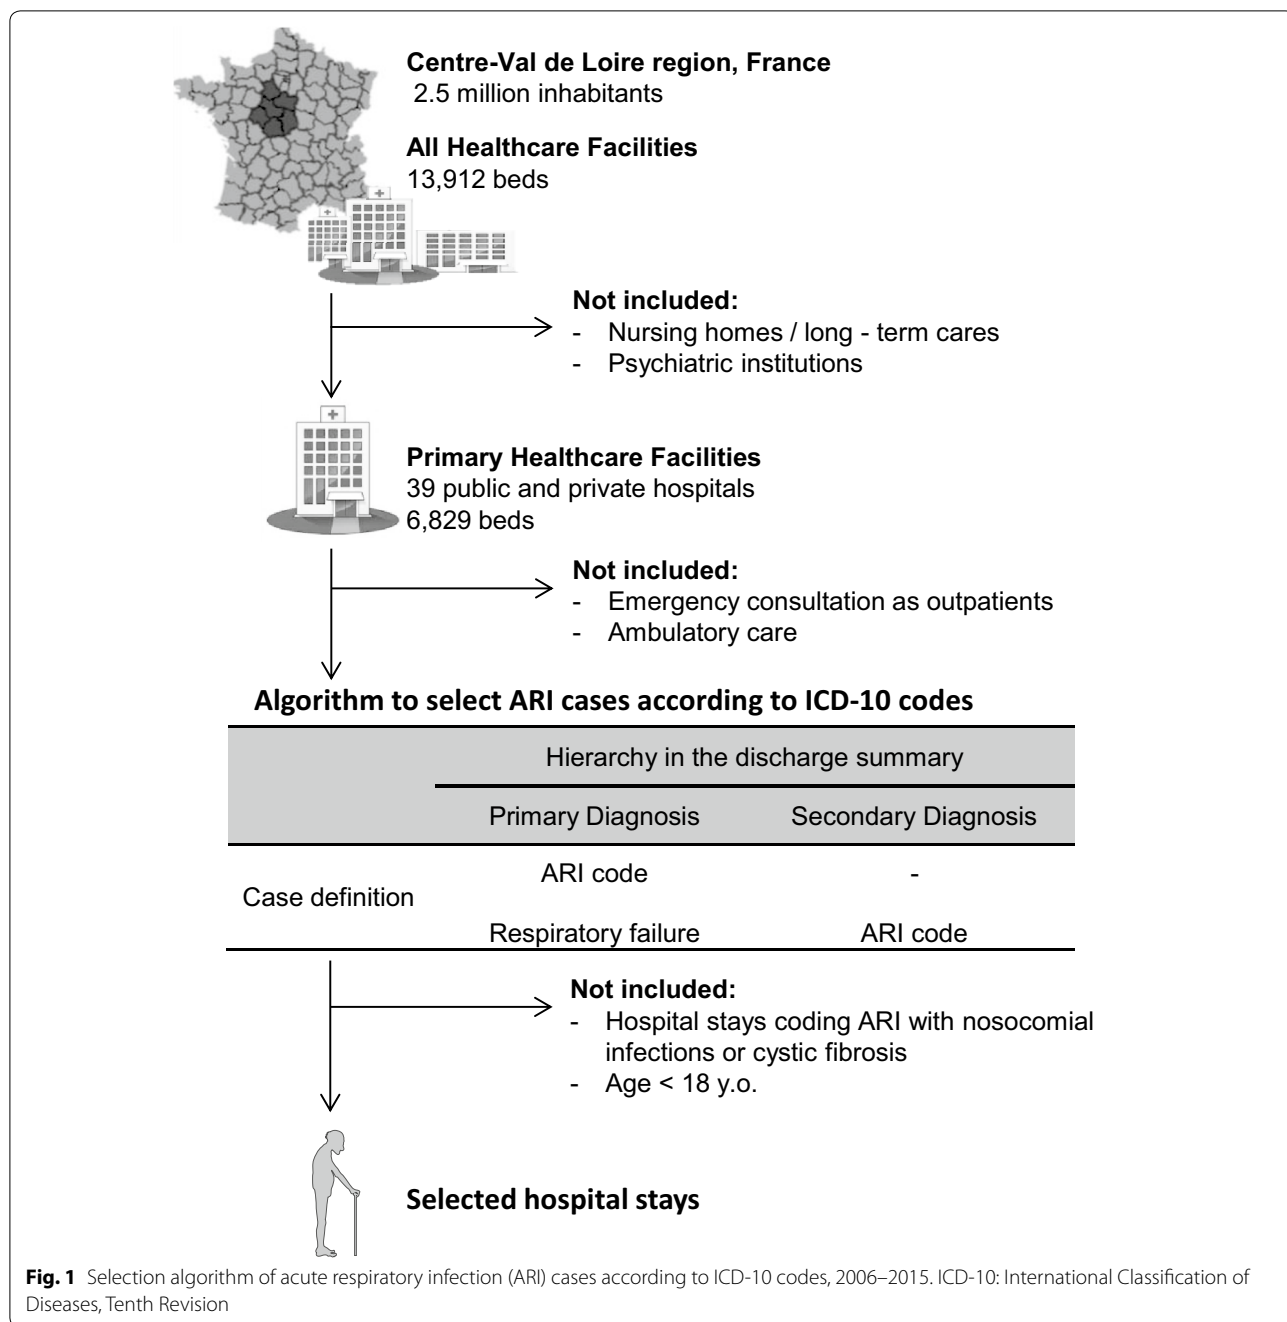 Centre-Val de Loire region, France
2.5 million inhabitants
All Healthcare Facilities
13,912 beds
Not included:
- Nursing homes / long - term cares
- Psychiatric institutions
Primary Healthcare Facilities
39 public and private hospitals
6,829 beds
Not included:
- Emergency consultation as outpatients
- Ambulatory care
Algorithm to select ARI cases according to ICD-10 codes
Hierarchy in the discharge summary
Primary Diagnosis Secondary Diagnosis
ARI code -
Case definition
Respiratory failure ARI code
Not included:
- Hospital stays coding ARI with nosocomial
infections or cystic fibrosis
- Age < 18 y.o.
Selected hospital stays
Fig. 1 Selection algorithm of acute respiratory infection (ARI) cases according to ICD-10 codes, 2006–2015. ICD-10: International Classification of
Diseases, Tenth Revision